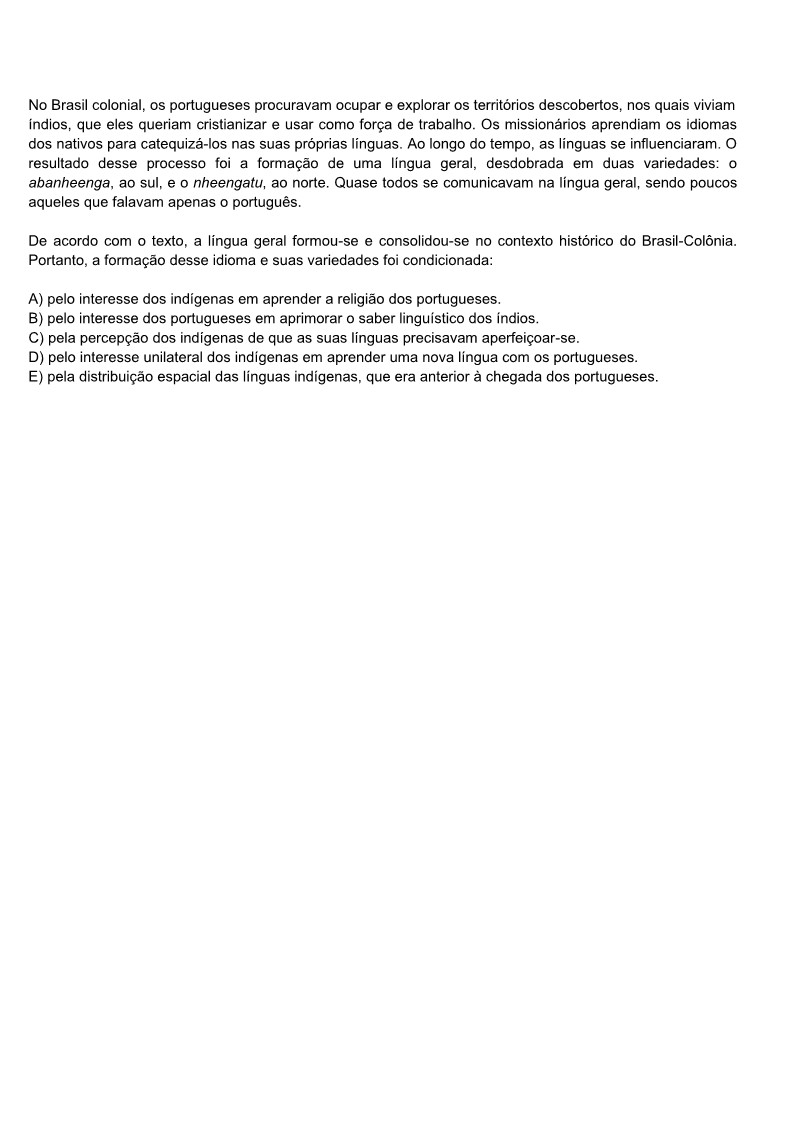 No Brasil colonial, os portugueses procuravam ocupar e explorar os territórios descobertos, nos quais viviam
índios, que eles queriam cristianizar e usar como força de trabalho. Os missionários aprendiam os idiomas
dos nativos para catequizá-los nas suas próprias línguas. Ao longo do tempo, as línguas se influenciaram. O
resultado desse processo foi a formação de uma língua geral, desdobrada em duas variedades: o
abanheenga, ao sul, e o nheengatu, ao norte. Quase todos se comunicavam na língua geral, sendo poucos
aqueles que falavam apenas o português.
De acordo com o texto, a língua geral formou-se e consolidou-se no contexto histórico do Brasil-Colônia.
Portanto, a formação desse idioma e suas variedades foi condicionada:
A) pelo interesse dos indígenas em aprender a religião dos portugueses.
B) pelo interesse dos portugueses em aprimorar o saber linguístico dos índios.
C) pela percepção dos indígenas de que as suas línguas precisavam aperfeiçoar-se.
D) pelo interesse unilateral dos indígenas em aprender uma nova língua com os portugueses.
E) pela distribuição espacial das línguas indígenas, que era anterior à chegada dos portugueses.